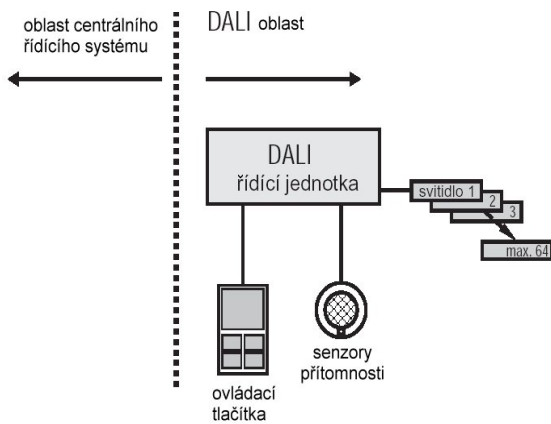 oblast centrálního
řídícího systému
DALI oblast
DALI
řídící jednotka
svitidlo 1
2
3
max. 64
senzory
přítomnosti
ovládací
tlačítka